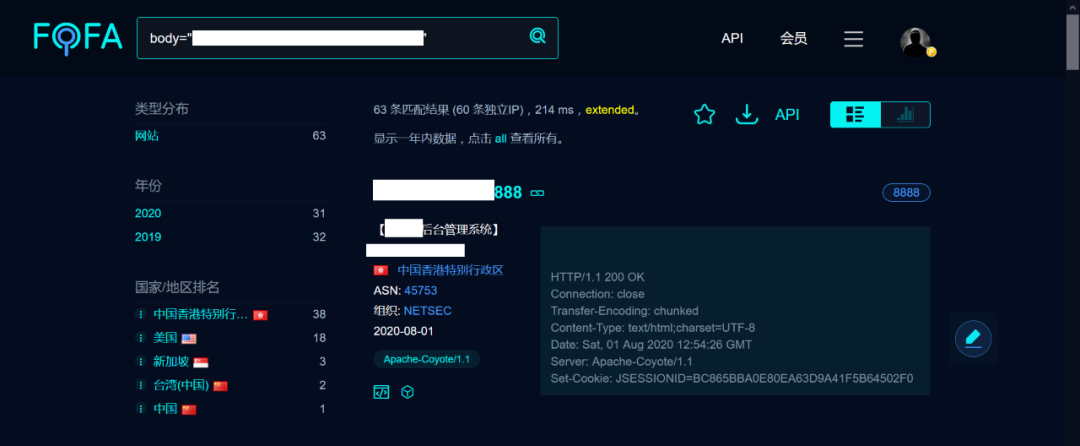 FOFA
body="
"
API
会员
类型分布
网站 63
年份
2020 31
2019 32
国家/地区排名
中国香港特别行... 38
美国 18
新加坡 3
台湾(中国) 2
中国 1
63 条匹配结果 (60 条独立IP)，214 ms，extended。
显示一年内数据，点击 all 查看所有。
API
888
8888
【
后台管理系统】
中国香港特别行政区
ASN: 45753
组织: NETSEC
2020-08-01
Apache-Coyote/1.1
HTTP/1.1 200 OK
Connection: close
Transfer-Encoding: chunked
Content-Type: text/html;charset=UTF-8
Date: Sat, 01 Aug 2020 12:54:26 GMT
Server: Apache-Coyote/1.1
Set-Cookie: JSESSIONID=BC865BBA0E80EA63D9A41F5B64502F0